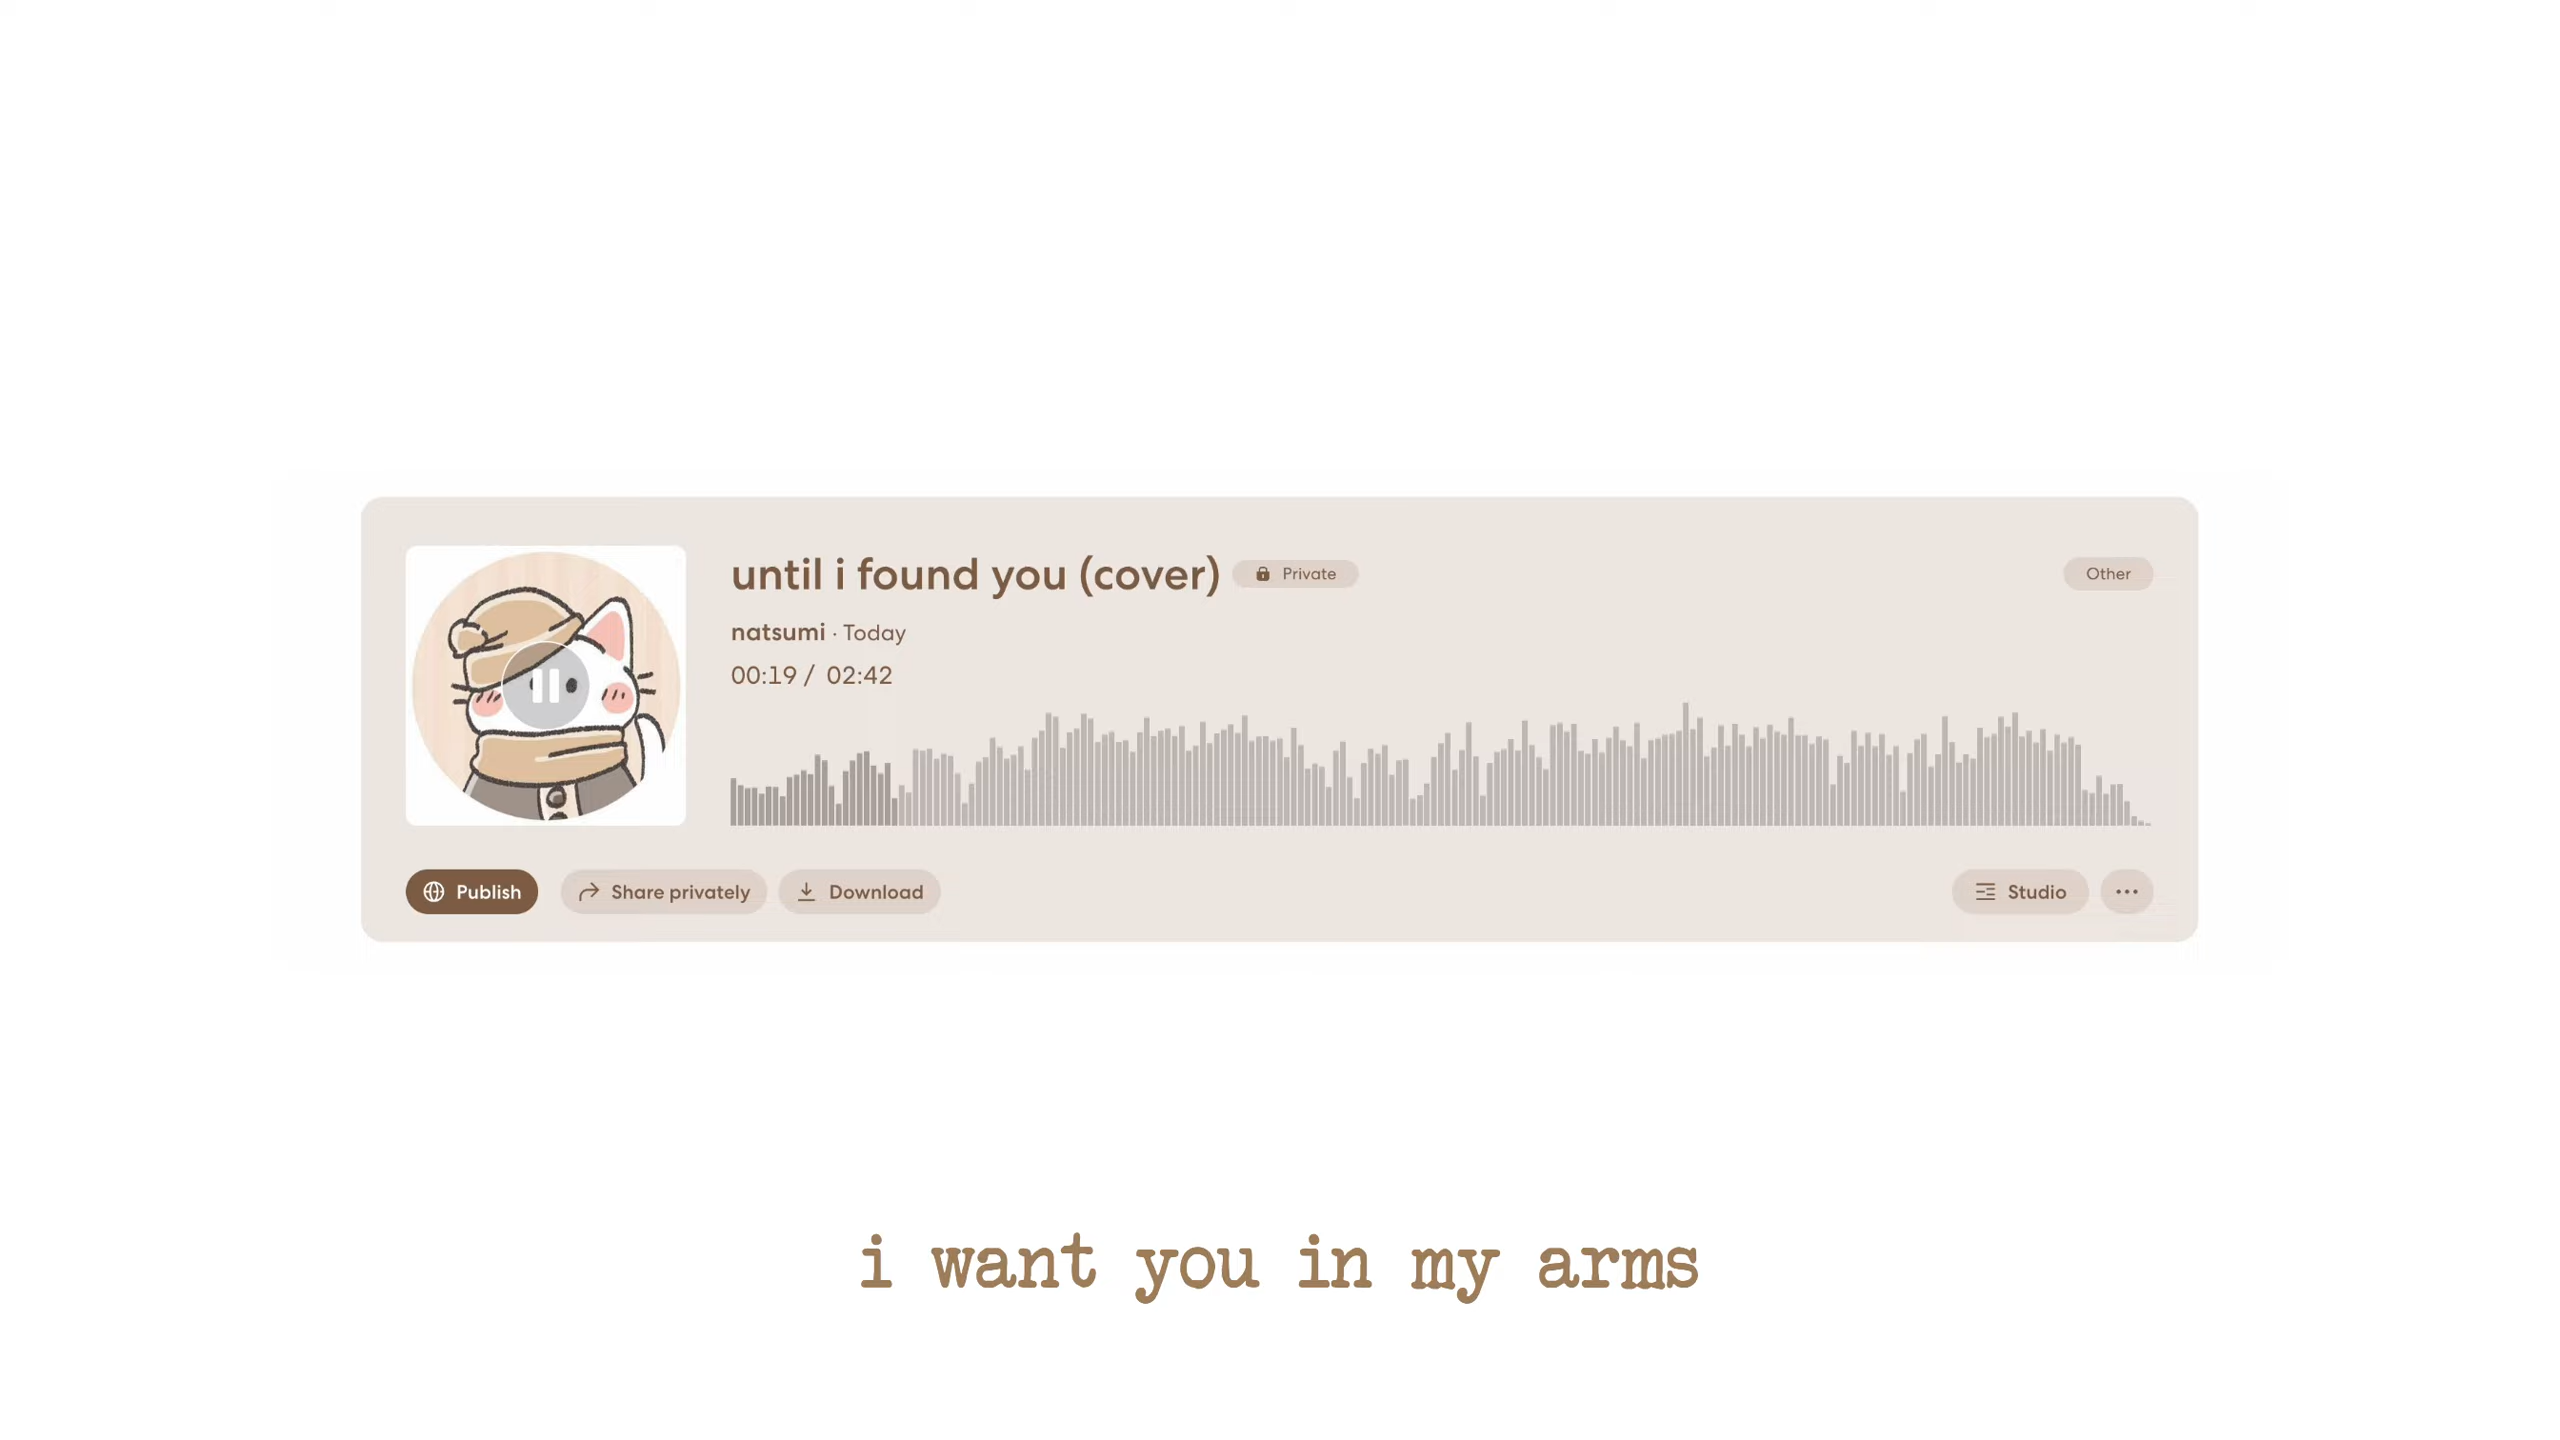 until i found you (cover) Private Other
natsumi · Today
00:19 / 02:42
Publish Share privately Download Studio
i want you in my arms